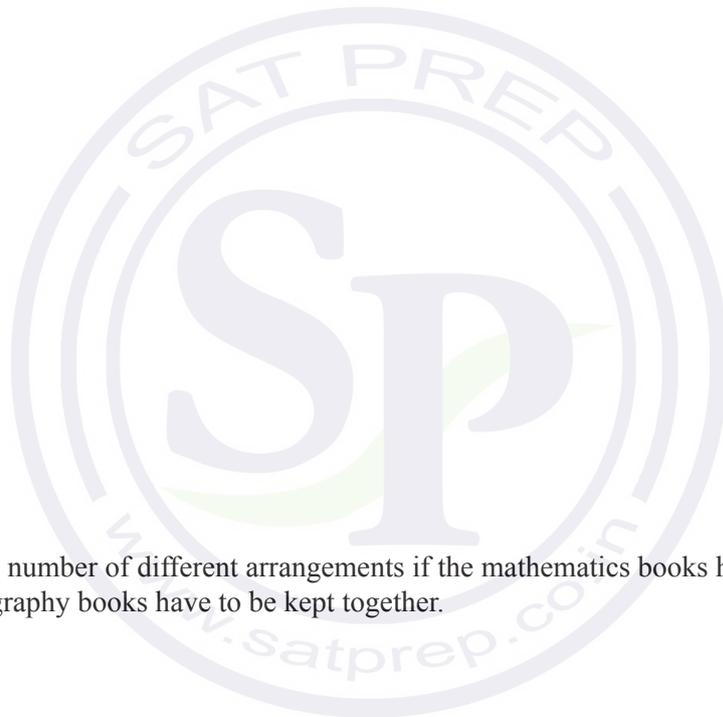 SAT PREP
SP
number of different arrangements if the mathematics books
graphy books have to be kept together.
www.satprep.co.in